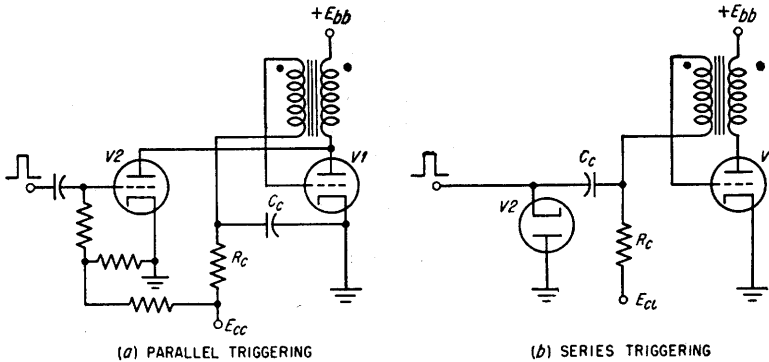 +Ebb
V2
V1
Cc
Rc
Ecc
(a) PARALLEL TRIGGERING
+Ebb
Cc
V2
V
Rc
Ecc
(b) SERIES TRIGGERING